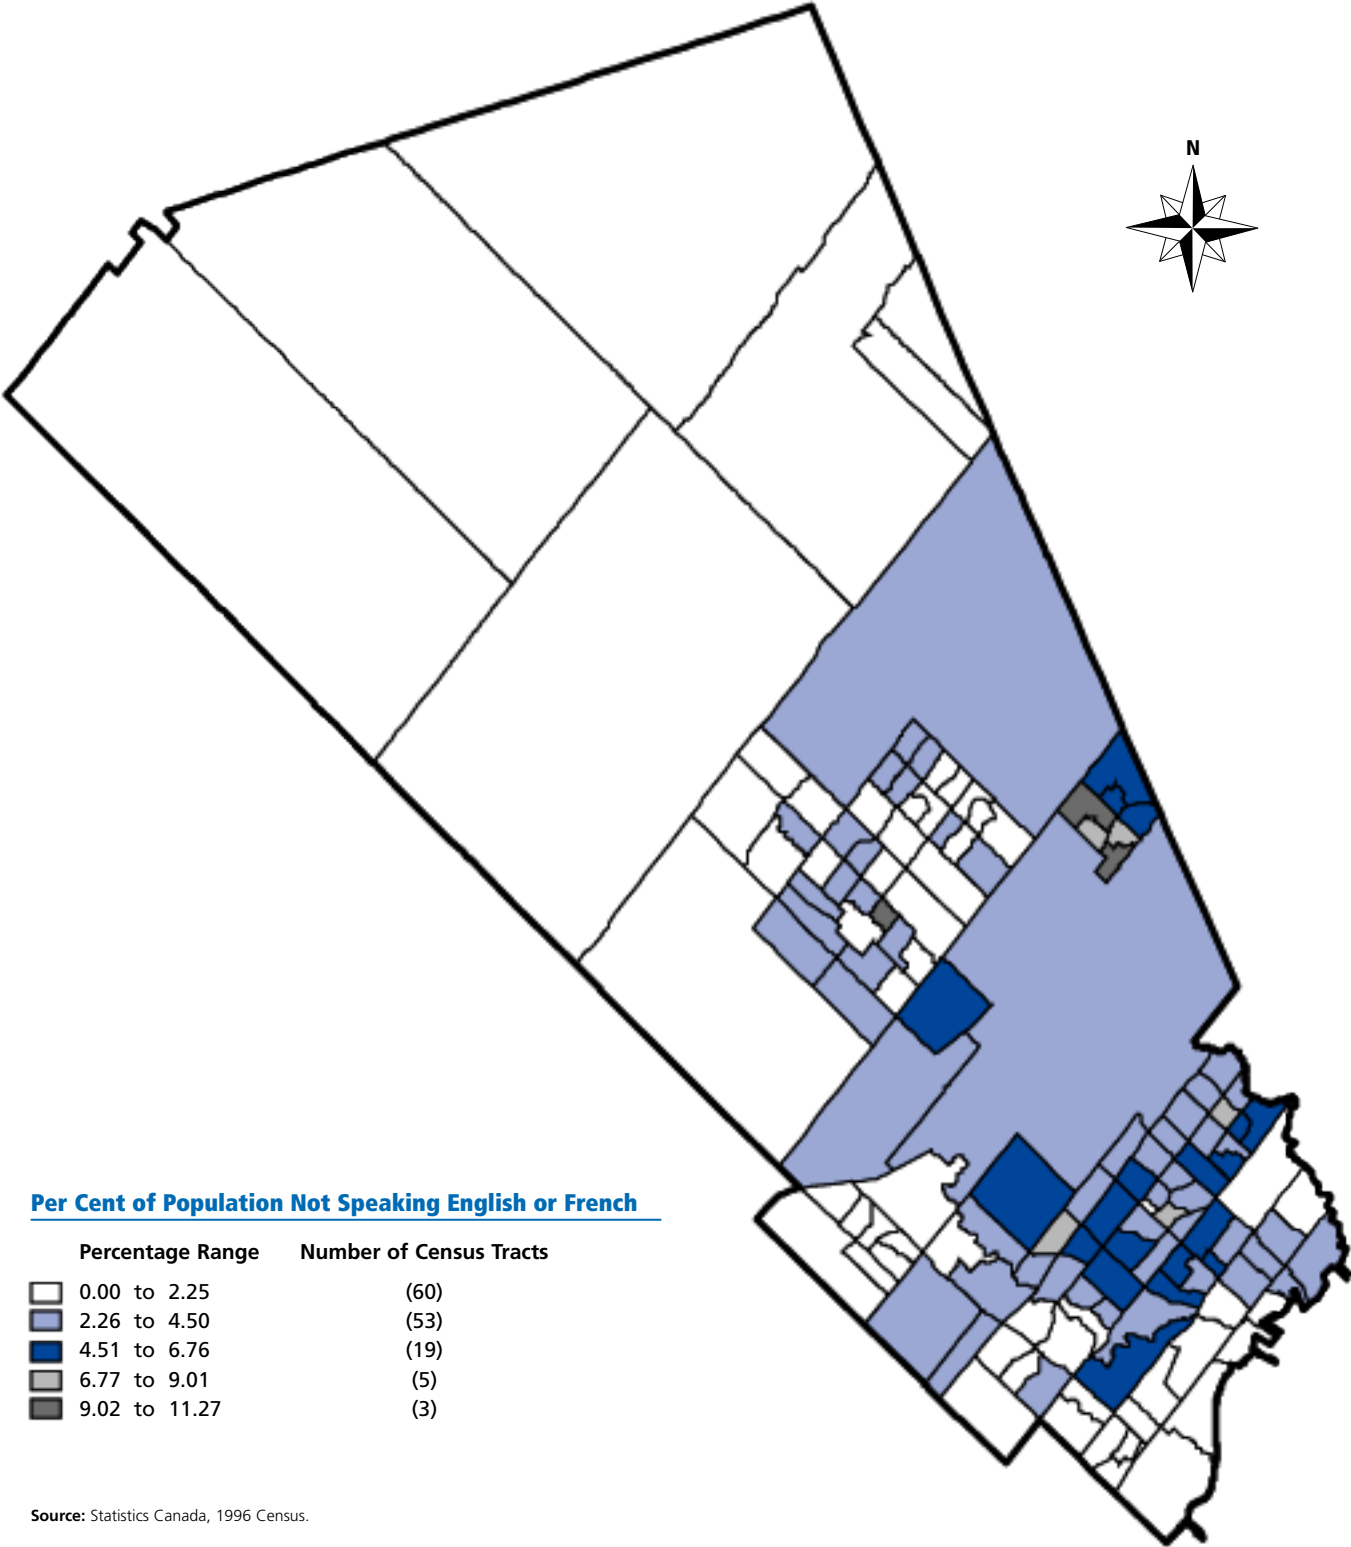 N
Per Cent of Population Not Speaking English or French
Percentage Range Number of Census Tracts
0.00 to 2.25 (60)
2.26 to 4.50 (53)
4.51 to 6.76 (19)
6.77 to 9.01 (5)
9.02 to 11.27 (3)
Source: Statistics Canada, 1996 Census.